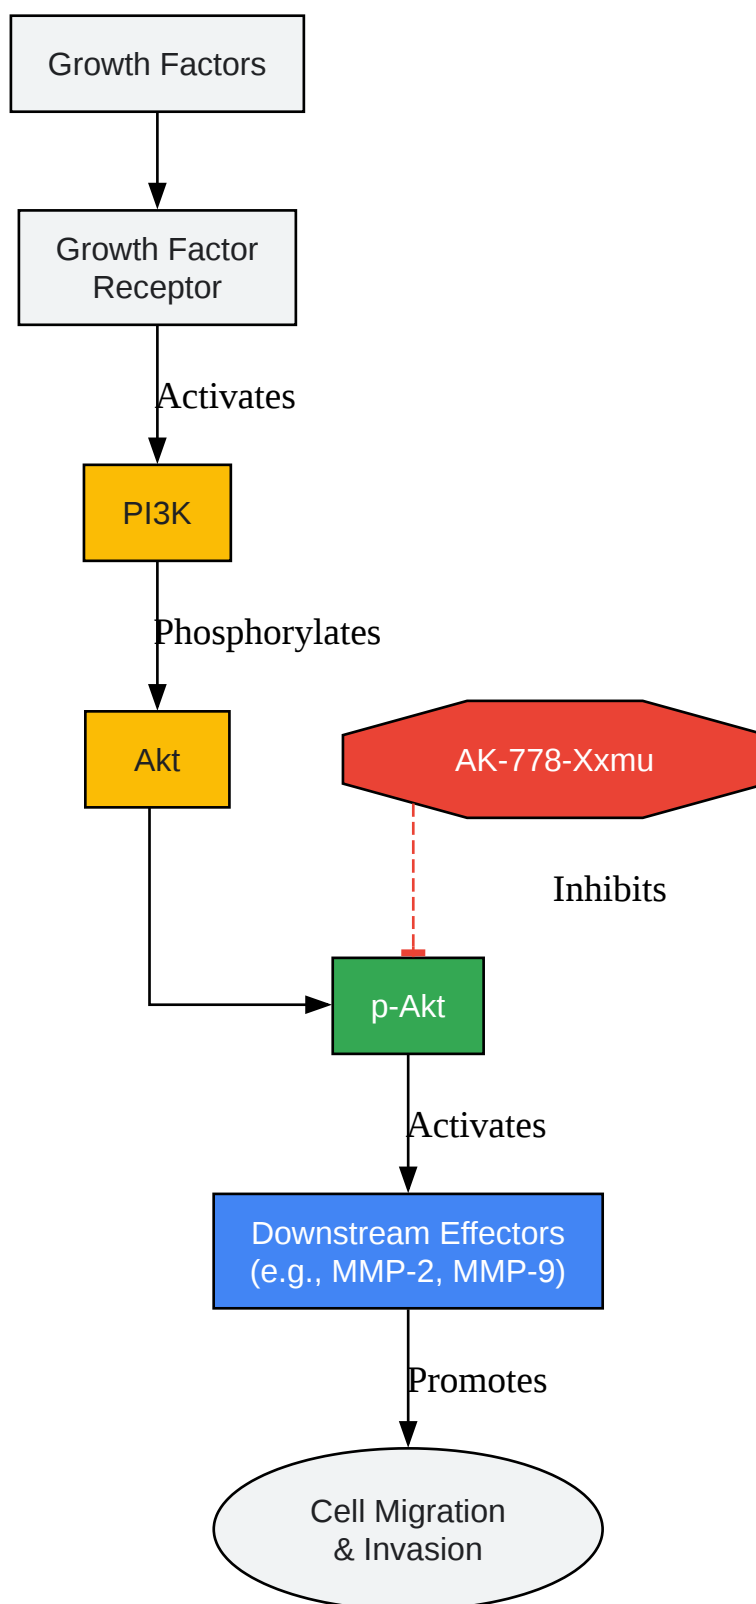 Growth Factors
Growth Factor
Receptor
Activates
PI3K
Phosphorylates
Akt
AK-778-Xxmu
Inhibits
p-Akt
Activates
Downstream Effectors
(e.g., MMP-2, MMP-9)
Promotes
Cell Migration
& Invasion